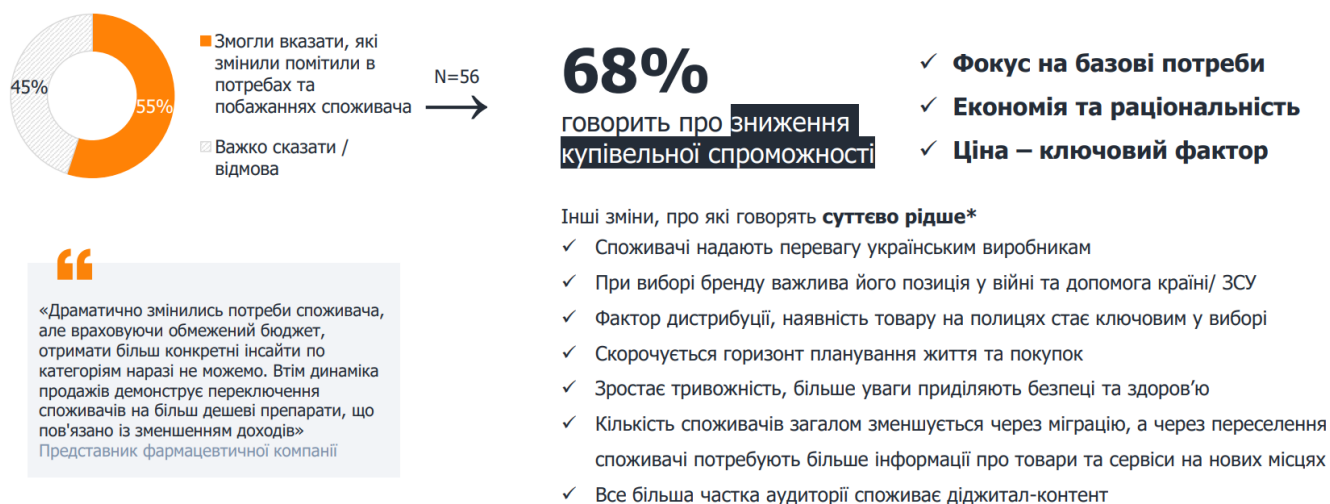 45%
55%
Змогли вказати, які
змінили помітили в
потребах та
побажаннях споживача
Важко сказати /
відмова
N=56
68%
говорить про зниження
купівельної спроможності
✓ Фокус на базові потреби
✓ Економія та раціональність
✓ Ціна – ключовий фактор
«Драматично змінились потреби споживача,
але враховуючи обмежений бюджет,
отримати більш конкретні інсайти по
категоріям наразі не можемо. Втім динаміка
продажів демонструє переключення
споживачів на більш дешеві препарати, що
пов'язано із зменшенням доходів»
Представник фармацевтичної компанії
Інші зміни, про які говорять суттєво рідше*
✓ Споживачі надають перевагу українським виробникам
✓ При виборі бренду важлива його позиція у війні та допомога країні/ ЗСУ
✓ Фактор дистрибуції, наявність товару на полицях стає ключовим у виборі
✓ Скорочується горизонт планування життя та покупок
✓ Зростає тривожність, більше уваги приділяють безпеці та здоров’ю
✓ Кількість споживачів загалом зменшується через міграцію, а через переселення
споживачі потребують більше інформації про товари та сервіси на нових місцях
✓ Все більша частка аудиторії споживає діджитал-контент